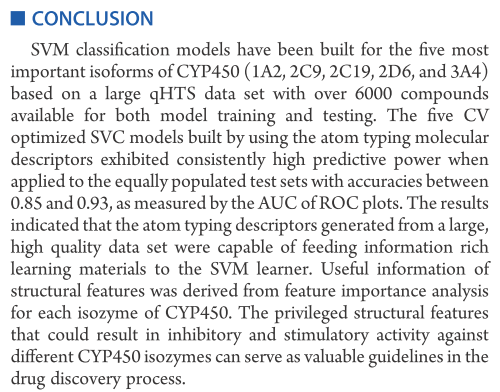 CONCLUSION
SVM classification models have been built for the five most
important isoforms of CYP450 (1A2, 2C9, 2C19, 2D6, and 3A4)
based on a large qHTS data set with over 6000 compounds
available for both model training and testing. The five CV
optimized SVC models built by using the atom typing molecular
descriptors exhibited consistently high predictive power when
applied to the equally populated test sets with accuracies between
0.85 and 0.93, as measured by the AUC of ROC plots. The results
indicated that the atom typing descriptors generated from a large,
high quality data set were capable of feeding information rich
learning materials to the SVM learner. Useful information of
structural features was derived from feature importance analysis
for each isozyme of CYP450. The privileged structural features
that could result in inhibitory and stimulatory activity against
different CYP450 isozymes can serve as valuable guidelines in the
drug discovery process.